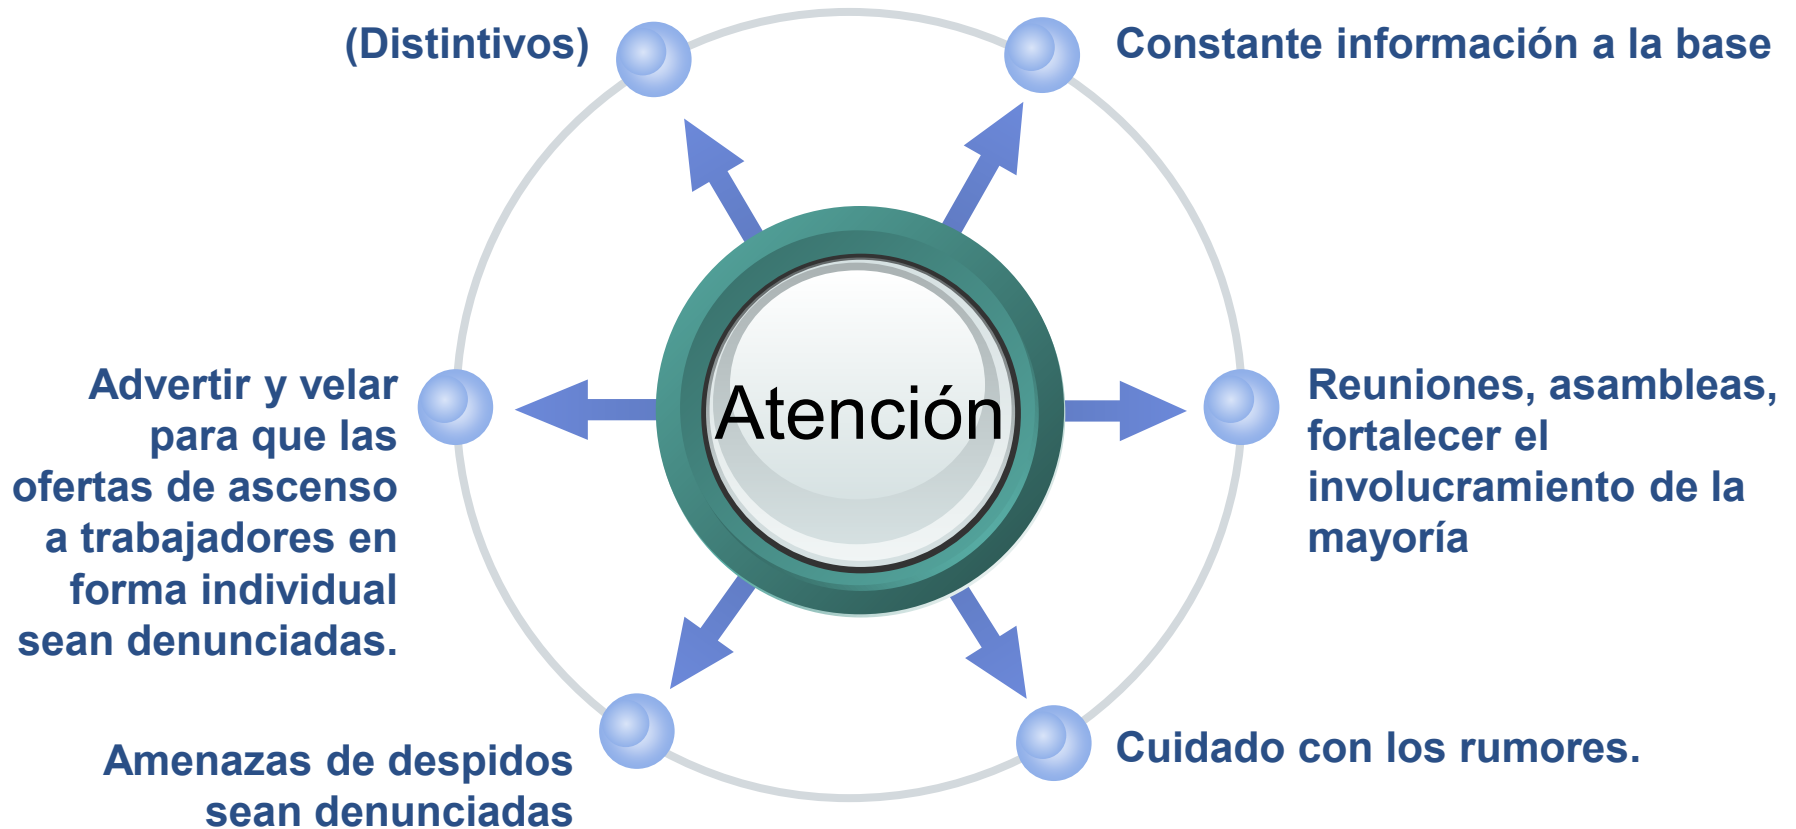 (Distintivos)
Constante información a la base
Atención
Advertir y velar
para que las
ofertas de ascenso
a trabajadores en
forma individual
sean denunciadas.
Reuniones, asambleas,
fortalecer el
involucramiento de la
mayoría
Amenazas de despidos
sean denunciadas
Cuidado con los rumores.